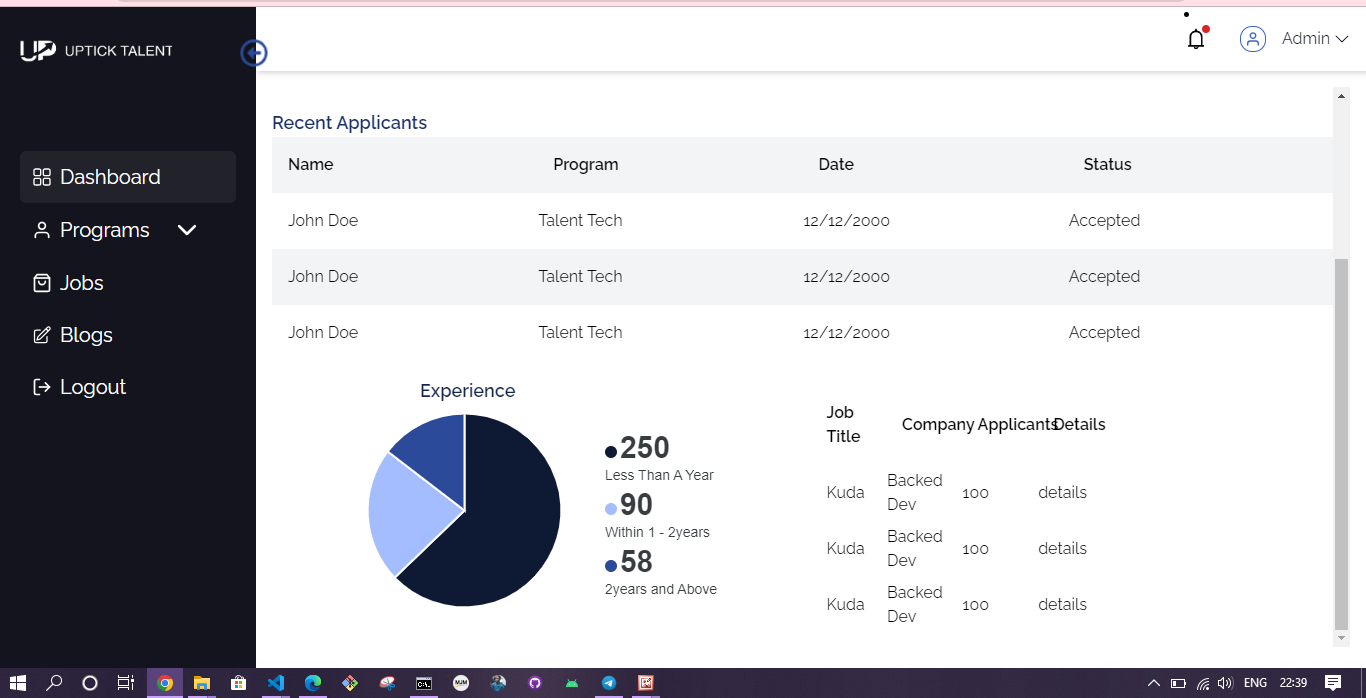 UP UPTICK TALENT
Admin
Dashboard
Programs
Jobs
Blogs
Logout
Recent Applicants
Name Program Date Status
John Doe Talent Tech 12/12/2000 Accepted
John Doe Talent Tech 12/12/2000 Accepted
John Doe Talent Tech 12/12/2000 Accepted
Experience
250
Less Than A Year
90
Within 1 - 2years
58
2years and Above
Job
Title
Company Applicants Details
Kuda Backed
Dev
100 details
Kuda Backed
Dev
100 details
Kuda Backed
Dev
100 details
MJM
ENG 22:39